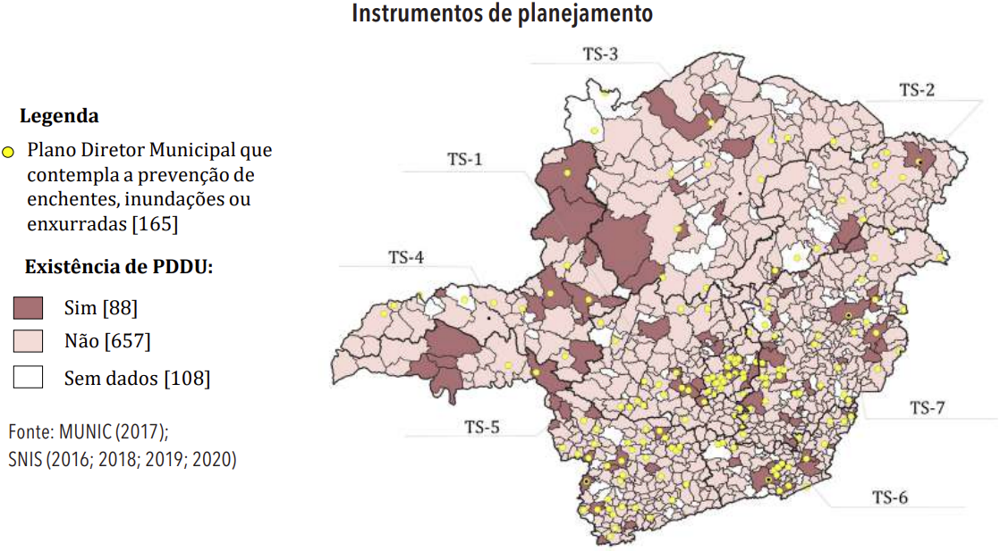 Instrumentos de planejamento
TS-3
TS-2
Legenda
Plano Diretor Municipal que
contempla a prevenção de
enchentes, inundações ou
enxurradas [165]
TS-1
Existência de PDDU:
TS-4
Sim [88]
Não [657]
Sem dados [108]
TS-7
TS-5
Fonte: MUNIC (2017);
SNIS (2016; 2018; 2019; 2020)
TS-6